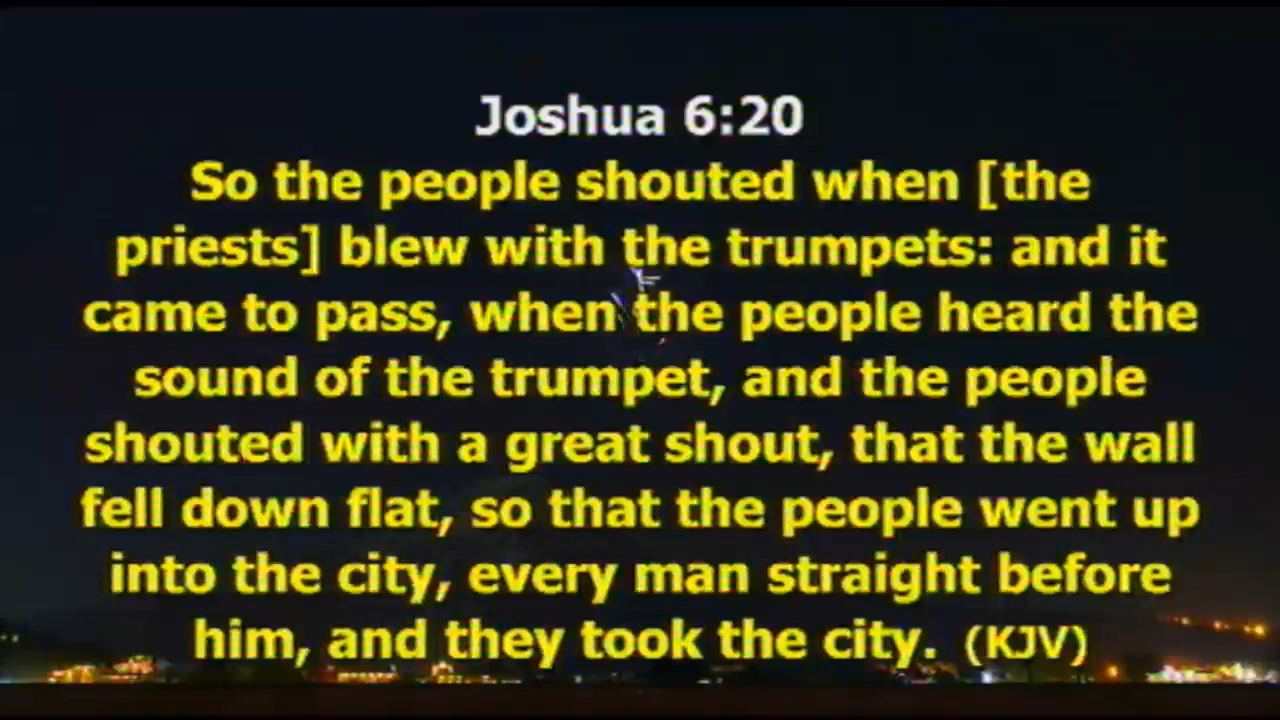 Joshua 6:20
So the people shouted when [the
priests] blew with the trumpets: and it
came to pass, when the people heard the
sound of the trumpet, and the people
shouted with a great shout, that the wall
fell down flat, so that the people went up
into the city, every man straight before
him, and they took the city. (KJV)